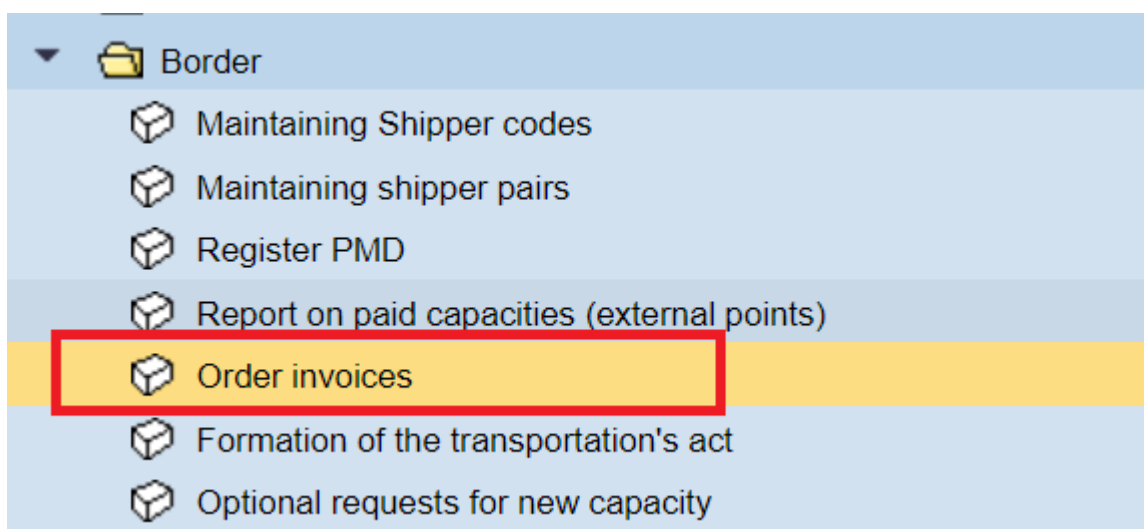 Border
Maintaining Shipper codes
Maintaining shipper pairs
Register PMD
Report on paid capacities (external points)
Order invoices
Formation of the transportation's act
Optional requests for new capacity